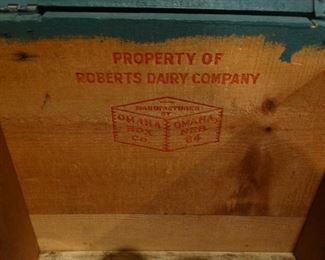 PROPERTY OF
ROBERTS DAIRY COMPANY
MANUFACTURED
BY
OMAHA OMAHA,
BOX NEB
CO 64